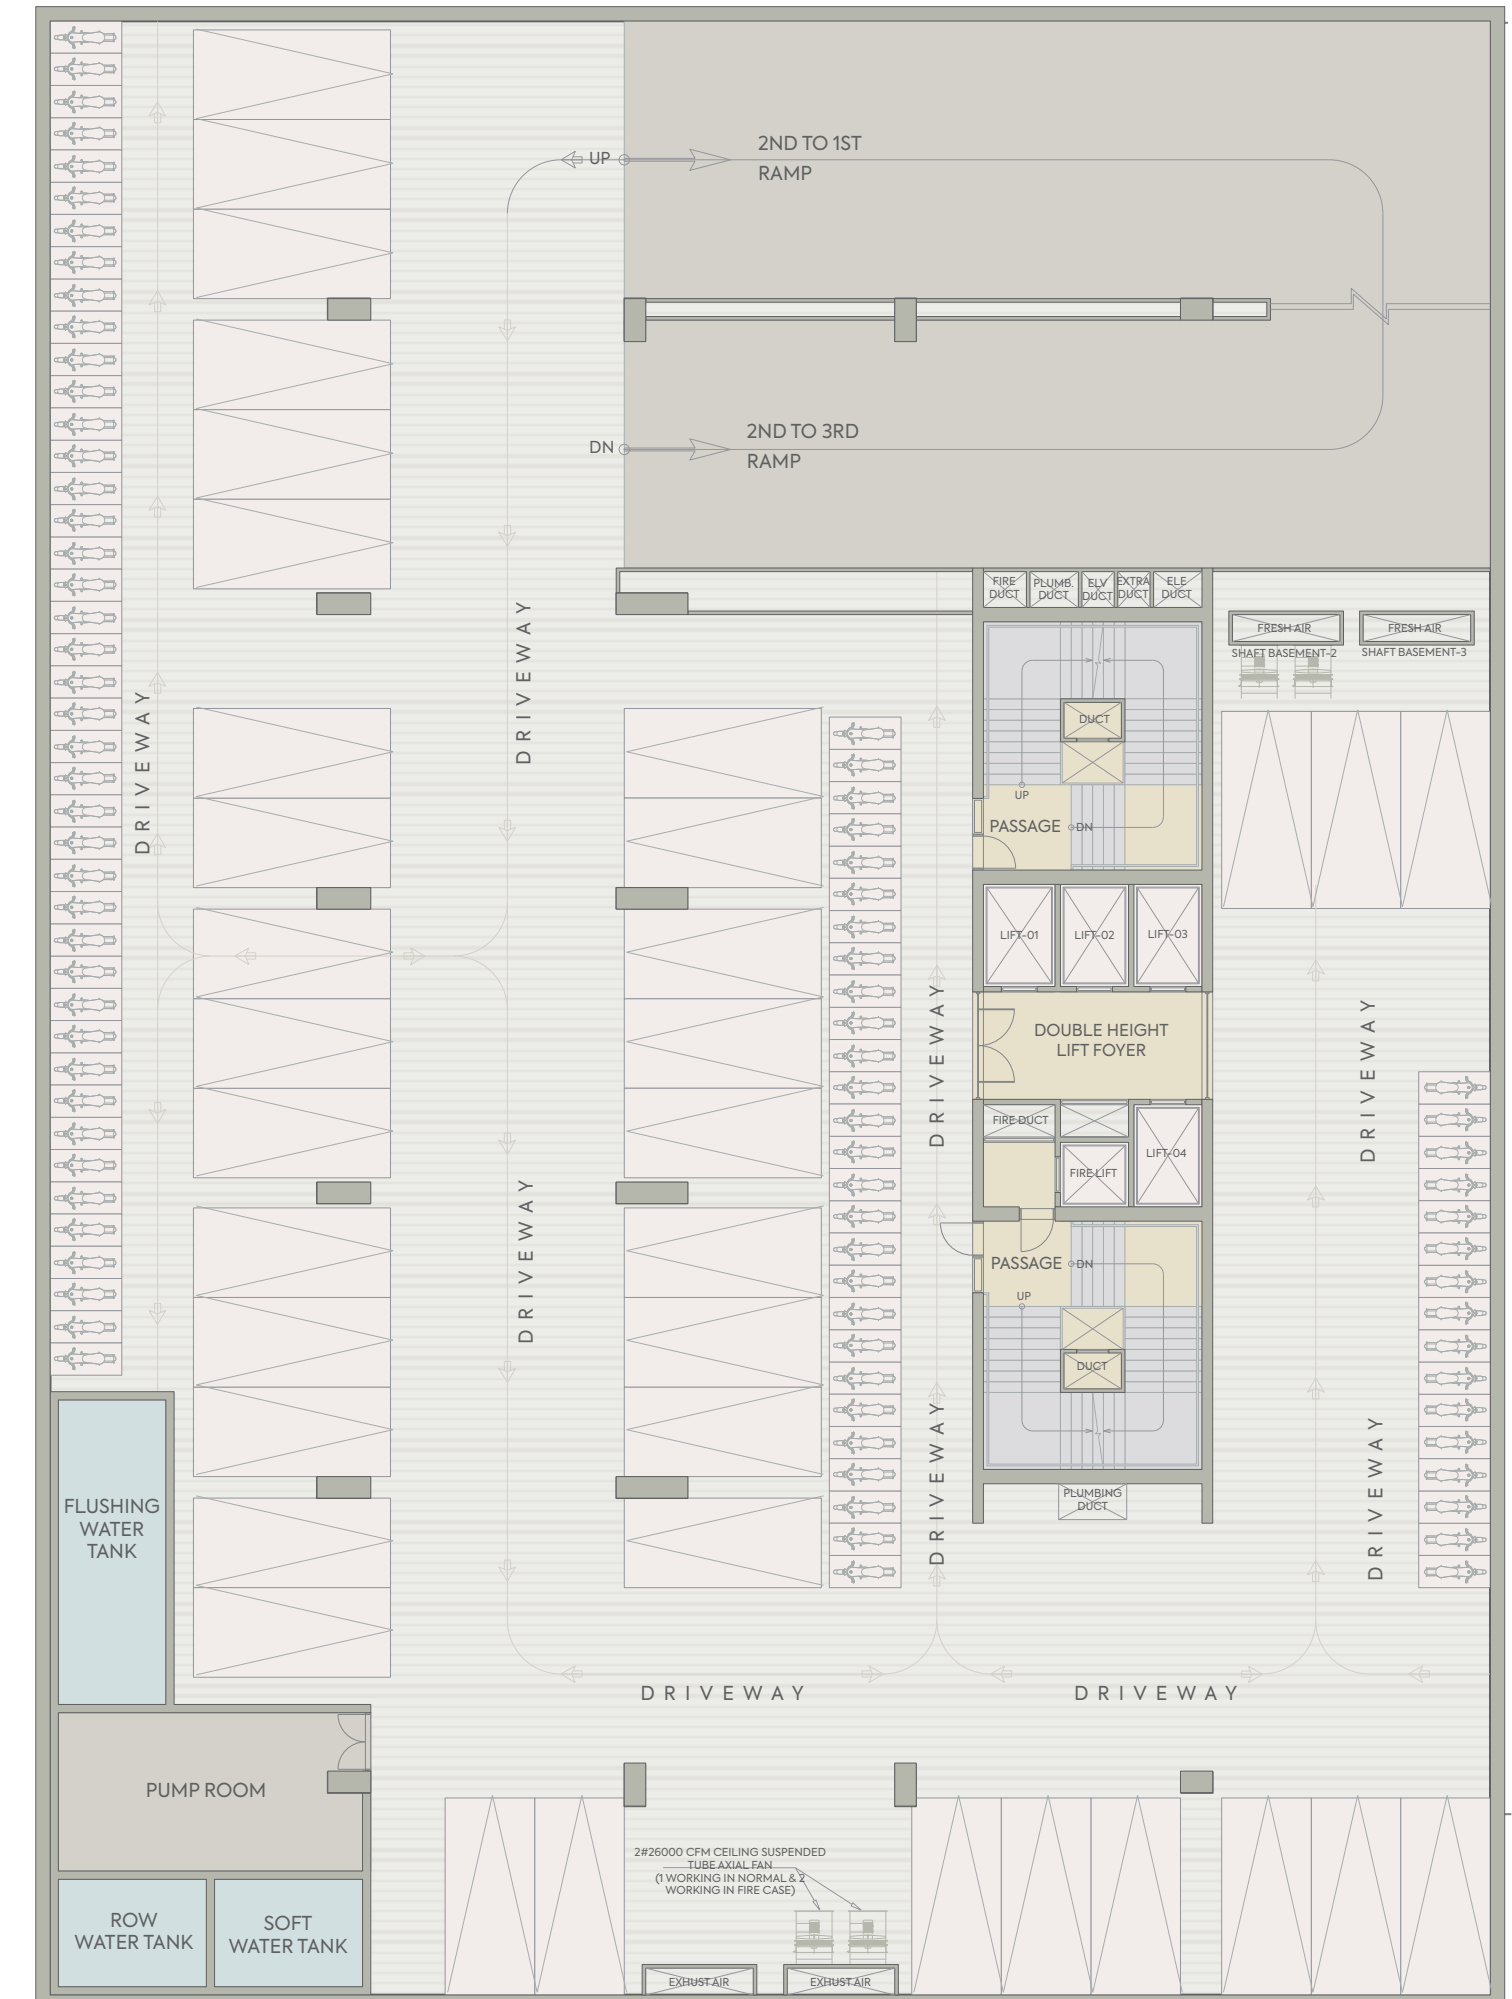 2ND TO 1ST
RAMP
UP
2ND TO 3RD
RAMP
DN
FIRE
DUCT
PLUMB.
DUCT
ELV
DUCT
EXTRA
DUCT
ELE
DUCT
FRESH AIR
SHAFT BASEMENT-2
FRESH AIR
SHAFT BASEMENT-3
DRIVEWAY
DRIVEWAY
DUCT
UP
PASSAGE
DN
LIFT-01
LIFT-02
LIFT-03
DOUBLE HEIGHT
LIFT FOYER
DRIVEWAY
DRIVEWAY
FIRE DUCT
FIRE LIFT
LIFT-04
DRIVEWAY
PASSAGE
DN
UP
DUCT
DRIVEWAY
DRIVEWAY
PLUMBING
DUCT
FLUSHING
WATER
TANK
DRIVEWAY
DRIVEWAY
PUMP ROOM
2#26000 CFM CEILING SUSPENDED
TUBE AXIAL FAN
(1 WORKING IN NORMAL & 2
WORKING IN FIRE CASE)
ROW
WATER TANK
SOFT
WATER TANK
EXHUST AIR
EXHUST AIR